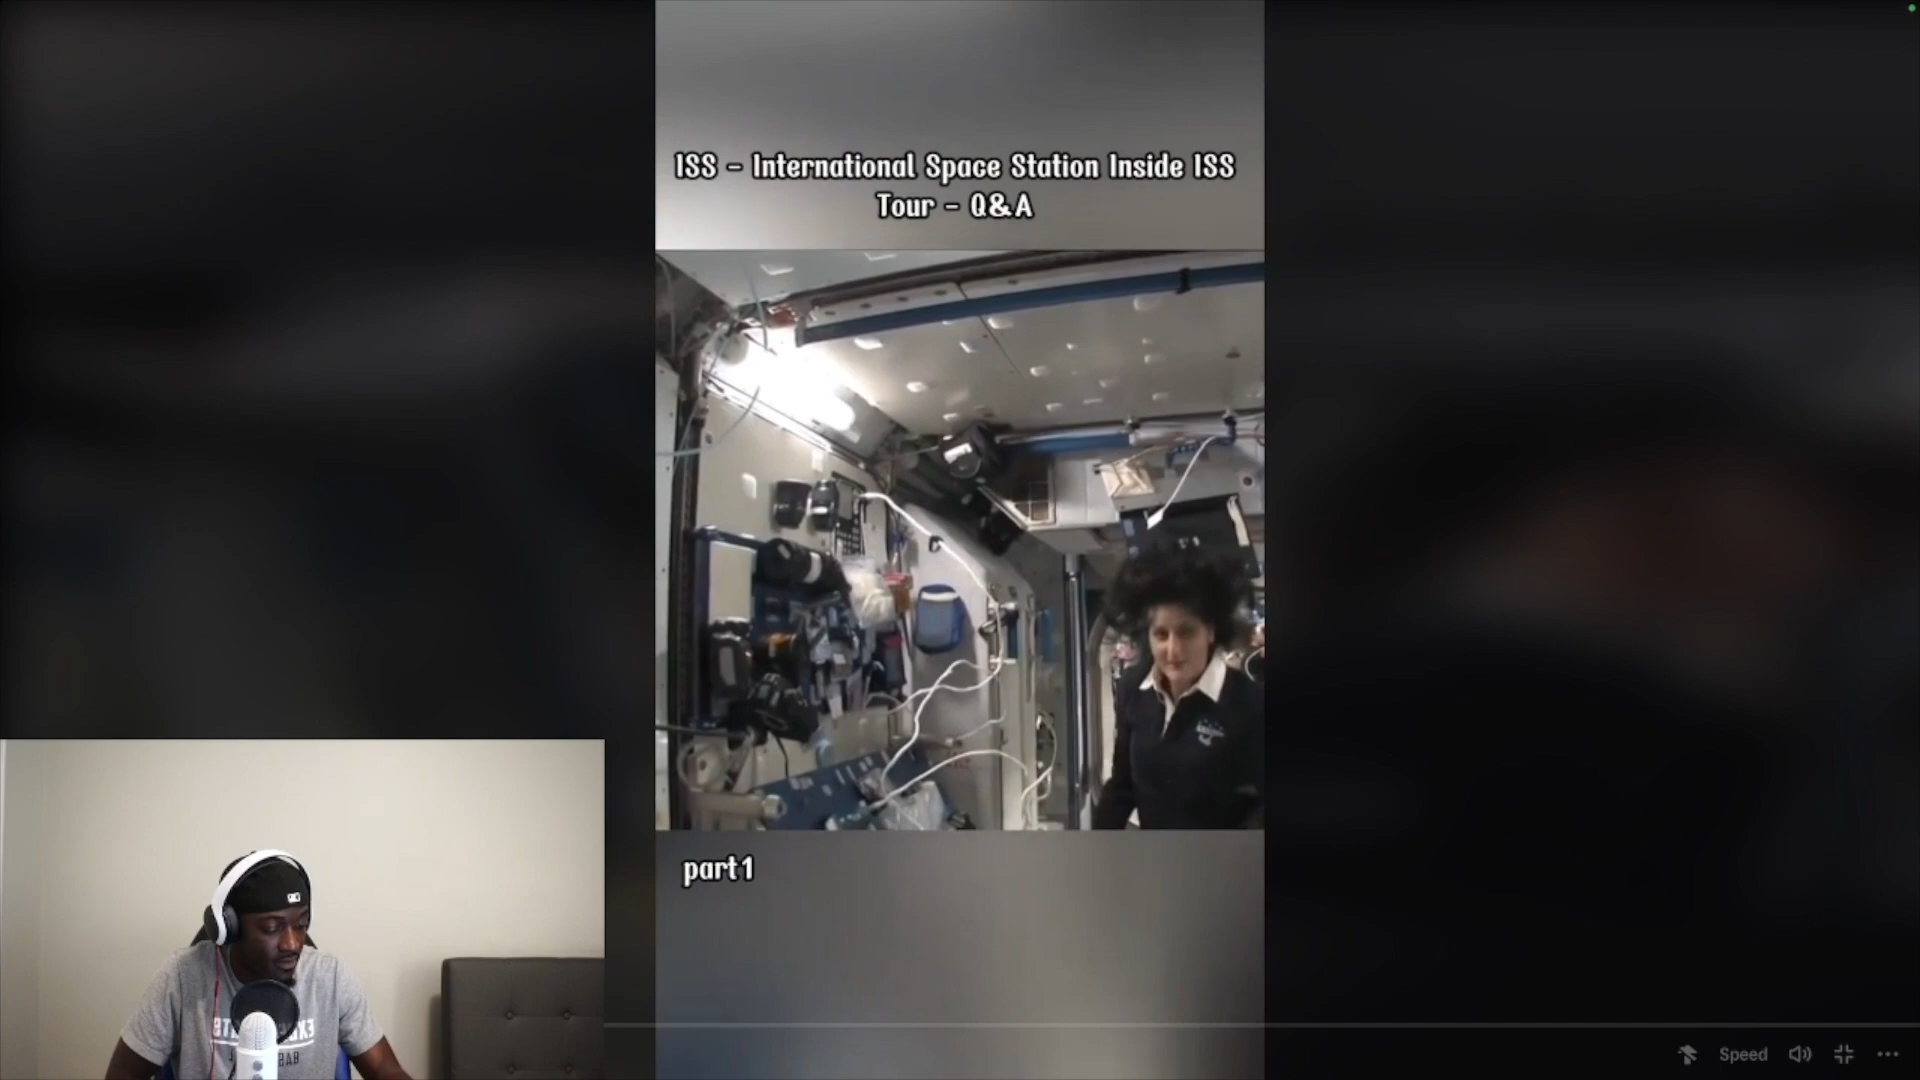 ISS - International Space Station Inside ISS
Tour - Q&A
part1
Speed